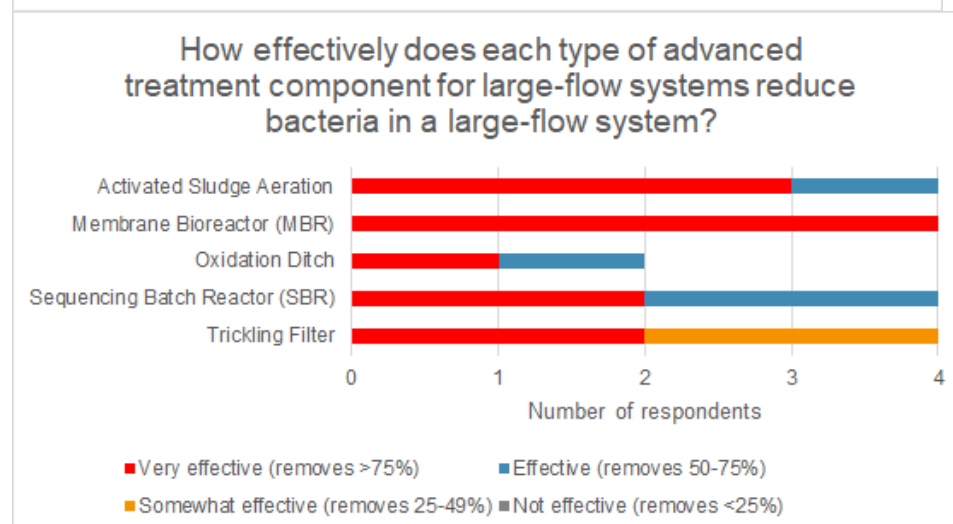 How effectively does each type of advanced
treatment component for large-flow systems reduce
bacteria in a large-flow system?
Activated Sludge Aeration
Membrane Bioreactor (MBR)
Oxidation Ditch
Sequencing Batch Reactor (SBR)
Trickling Filter
0 1 2 3 4
Number of respondents
Very effective (removes >75%) Effective (removes 50-75%)
Somewhat effective (removes 25-49%) Not effective (removes <25%)